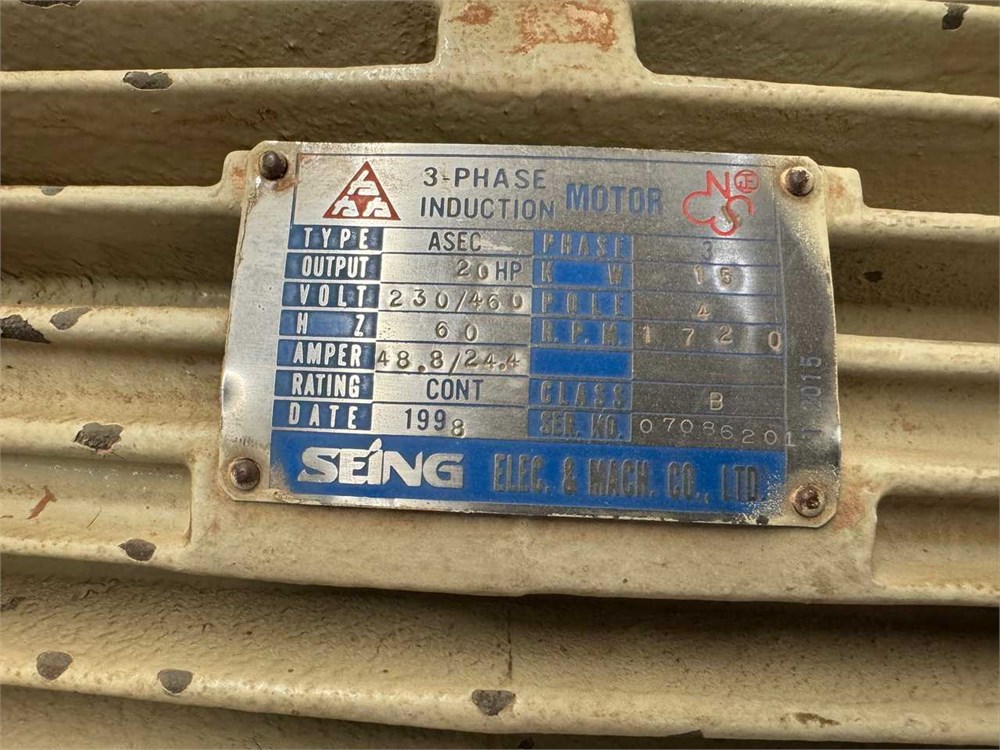 3-PHASE
INDUCTION MOTOR
CNS
TYPE ASEC PHASE 3
OUTPUT 20HP K W 15
VOLT 230/460 POLE 4
H Z 60 R.P.M. 1720
AMPER 48.8/24.4
RATING CONT CLASS B
DATE 1998 SER. NO. 07086201
2015
SEING ELEC. & MACH. CO., LTD.